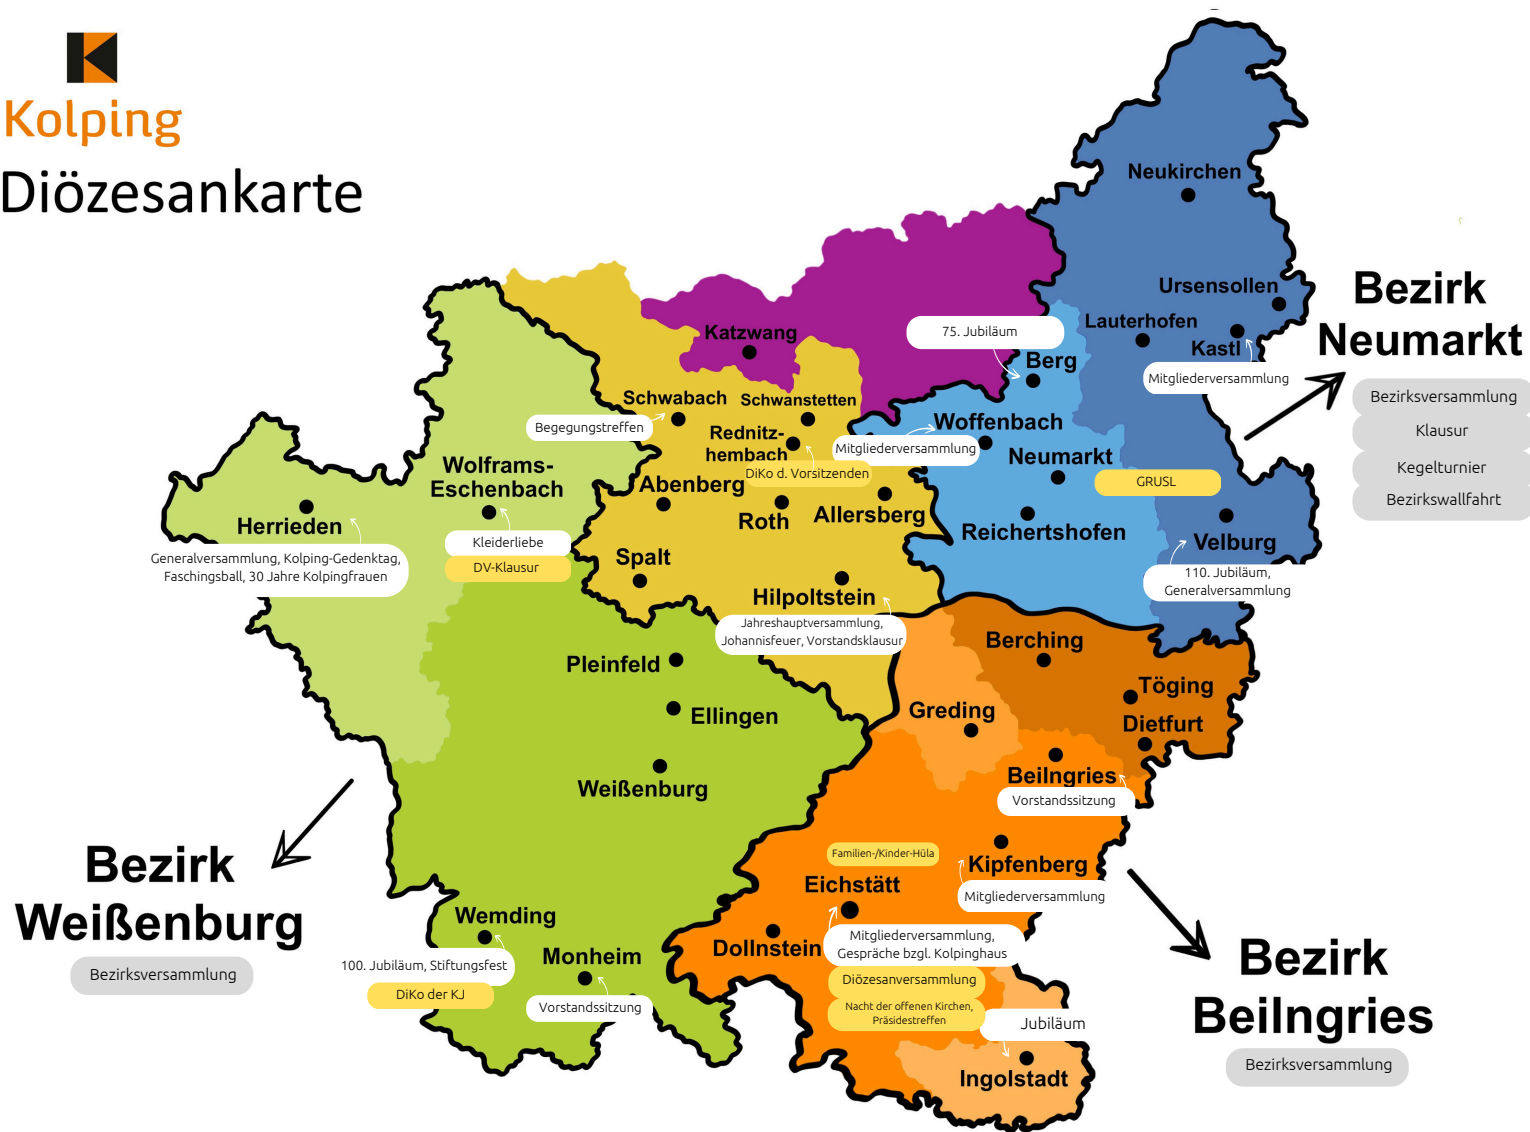 Kolping
Diözesankarte
Neukirchen
Ursensollen
Bezirk
Neumarkt
Lauterhofen
Kastl
Mitgliederversammlung
Bezirksversammlung
Klausur
Kegelturnier
Bezirkswallfahrt
Katzwang
75. Jubiläum
Berg
Schwabach
Schwanstetten
Begegungstreffen
Rednitz-
hembach
DiKo d. Vorsitzenden
Woffenbach
Mitgliederversammlung
Neumarkt
GRUSL
Wolframs-
Eschenbach
Abenberg
Roth
Allersberg
Reichertshofen
Velburg
110. Jubiläum,
Generalversammlung
Herrieden
Generalversammlung, Kolping-Gedenktag,
Faschingsball, 30 Jahre Kolpingfrauen
Kleiderliebe
DV-Klausur
Spalt
Hilpoltstein
Jahreshauptversammlung,
Johannisfeuer, Vorstandsklausur
Pleinfeld
Ellingen
Weißenburg
Berching
Töging
Dietfurt
Greding
Beilngries
Vorstandssitzung
Bezirk
Weißenburg
Bezirksversammlung
Familien-/Kinder-Hüla
Kipfenberg
Mitgliederversammlung
Eichstätt
Dollnstein
Mitgliederversammlung,
Gespräche bzgl. Kolpinghaus
Diözesanversammlung
Nacht der offenen Kirchen,
Präsidestreffen
Wemding
100. Jubiläum, Stiftungsfest
DiKo der KJ
Monheim
Vorstandssitzung
Jubiläum
Ingolstadt
Bezirk
Beilngries
Bezirksversammlung